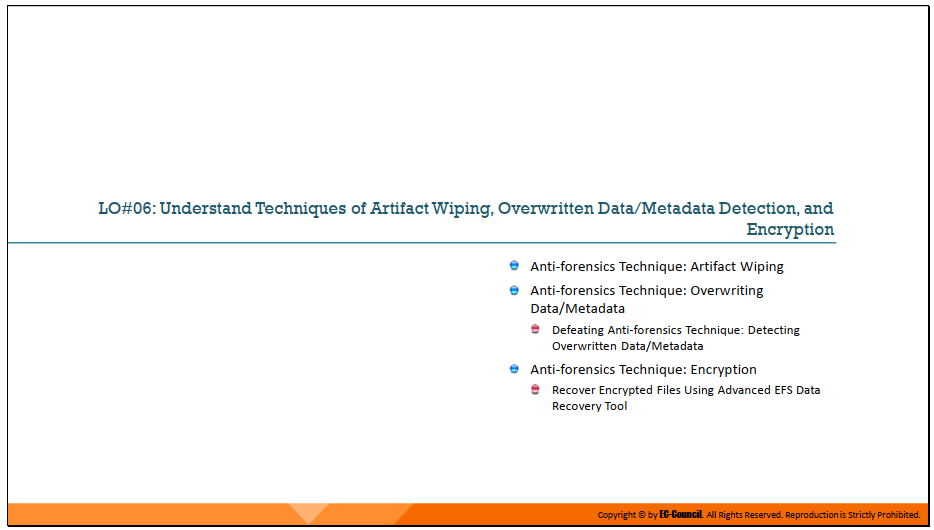 LO#06: Understand Techniques of Artifact Wiping, Overwritten Data/Metadata Detection, and
Encryption
Anti-forensics Technique: Artifact Wiping
Anti-forensics Technique: Overwriting
Data/Metadata
Defeating Anti-forensics Technique: Detecting
Overwritten Data/Metadata
Anti-forensics Technique: Encryption
Recover Encrypted Files Using Advanced EFS Data
Recovery Tool
Copyright © by EC-Council. All Rights Reserved. Reproduction is Strictly Prohibited.